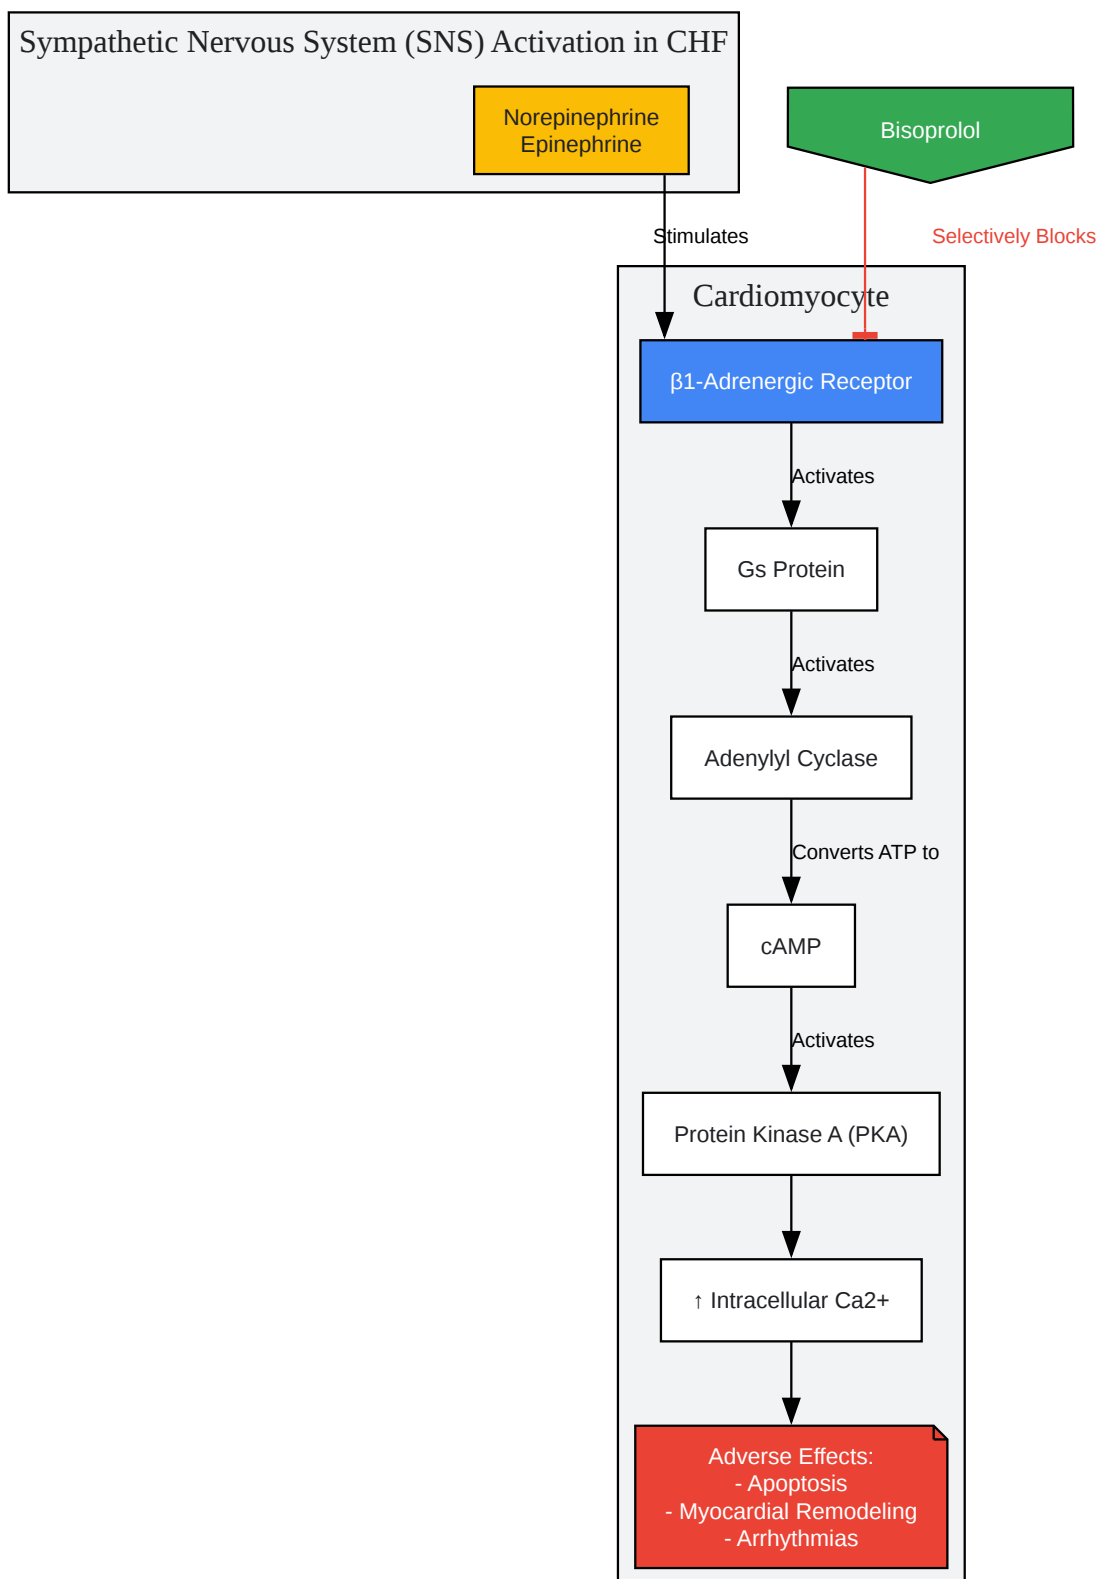 Sympathetic Nervous System (SNS) Activation in CHF
Norepinephrine
Epinephrine
Bisoprolol
Stimulates
Selectively Blocks
Cardiomyocyte
β1-Adrenergic Receptor
Activates
Gs Protein
Activates
Adenylyl Cyclase
Converts ATP to
cAMP
Activates
Protein Kinase A (PKA)
↑ Intracellular Ca2+
Adverse Effects:
- Apoptosis
- Myocardial Remodeling
- Arrhythmias